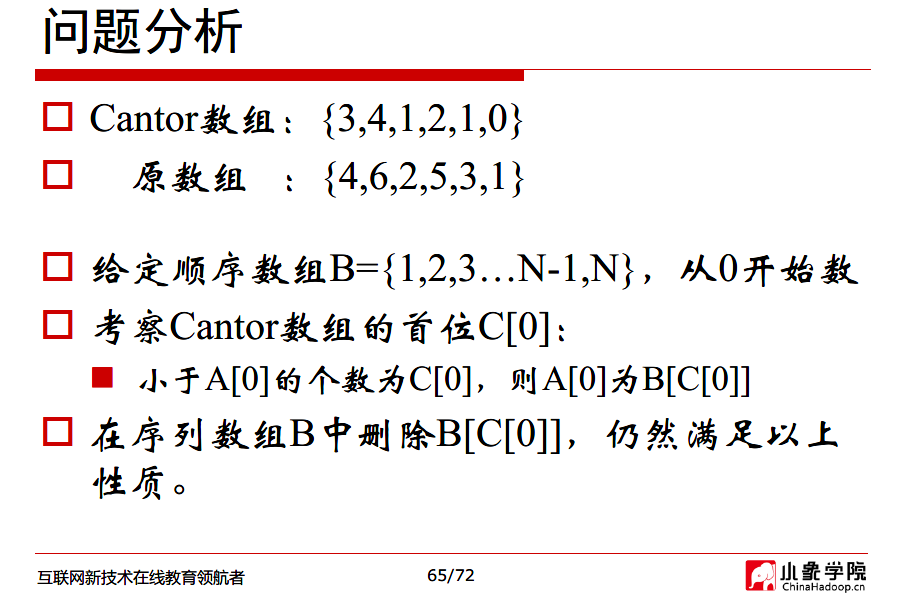 问题分析
Cantor数组：{3,4,1,2,1,0}
原数组 ：{4,6,2,5,3,1}
给定顺序数组B={1,2,3…N-1,N}，从0开始数
考察Cantor数组的首位C[0]：
小于A[0]的个数为C[0]，则A[0]为B[C[0]]
在序列数组B中删除B[C[0]]，仍然满足以上
性质。
互联网新技术在线教育领航者
65/72
小象学院
ChinaHadoop.cn